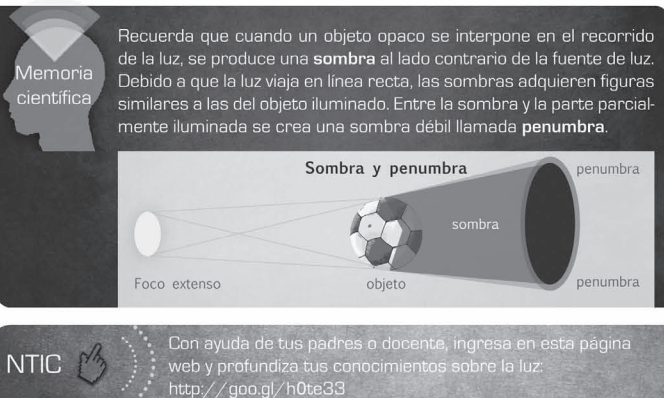 Memoria
científica
Recuerda que cuando un objeto opaco se interpone en el recorrido
de la luz, se produce una sombra al lado contrario de la fuente de luz.
Debido a que la luz viaja en línea recta, las sombras adquieren figuras
similares a las del objeto iluminado. Entre la sombra y la parte parcial-
mente iluminada se crea una sombra débil llamada penumbra.
Sombra y penumbra
penumbra
sombra
Foco extenso
objeto
penumbra
NTIC
Con ayuda de tus padres o docente, ingresa en esta página
web y profundiza tus conocimientos sobre la luz:
http://goo.gl/h0te33